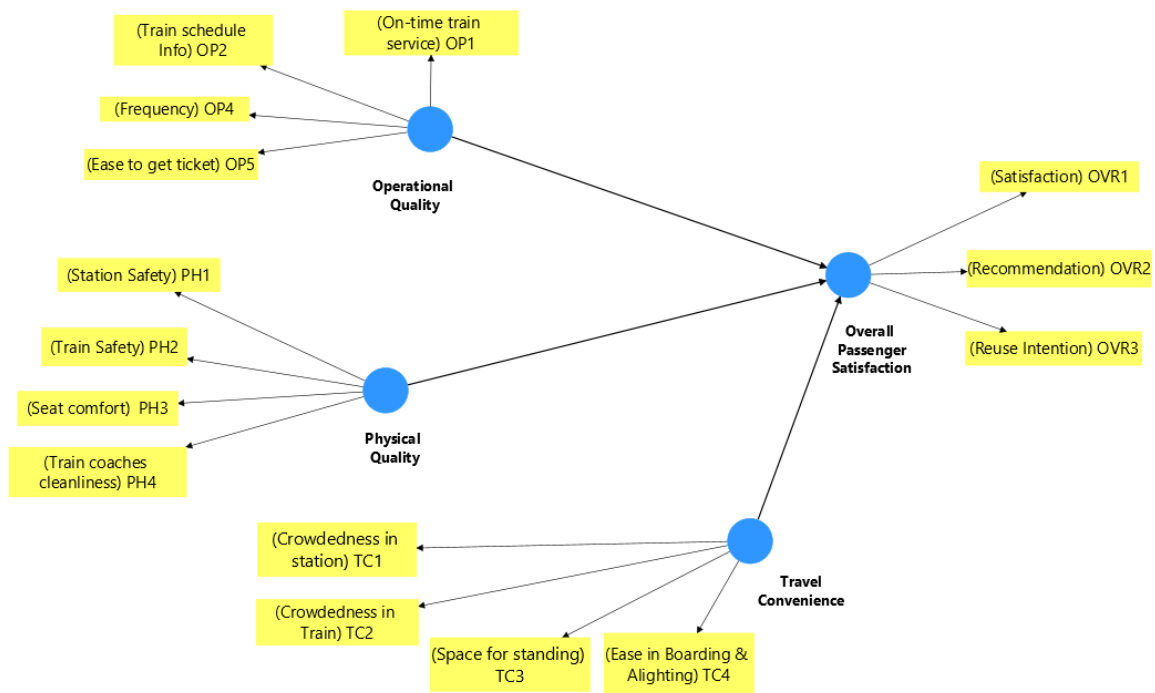 (Train schedule
Info) OP2
(On-time train
service) OP1
(Frequency) OP4
(Ease to get ticket) OP5
Operational
Quality
(Satisfaction) OVR1
(Recommendation) OVR2
(Reuse Intention) OVR3
Overall
Passenger
Satisfaction
(Station Safety) PH1
(Train Safety) PH2
(Seat comfort) PH3
(Train coaches
cleanliness) PH4
Physical
Quality
(Crowdedness in
station) TC1
(Crowdedness in
Train) TC2
(Space for standing)
TC3
(Ease in Boarding &
Alighting) TC4
Travel
Convenience